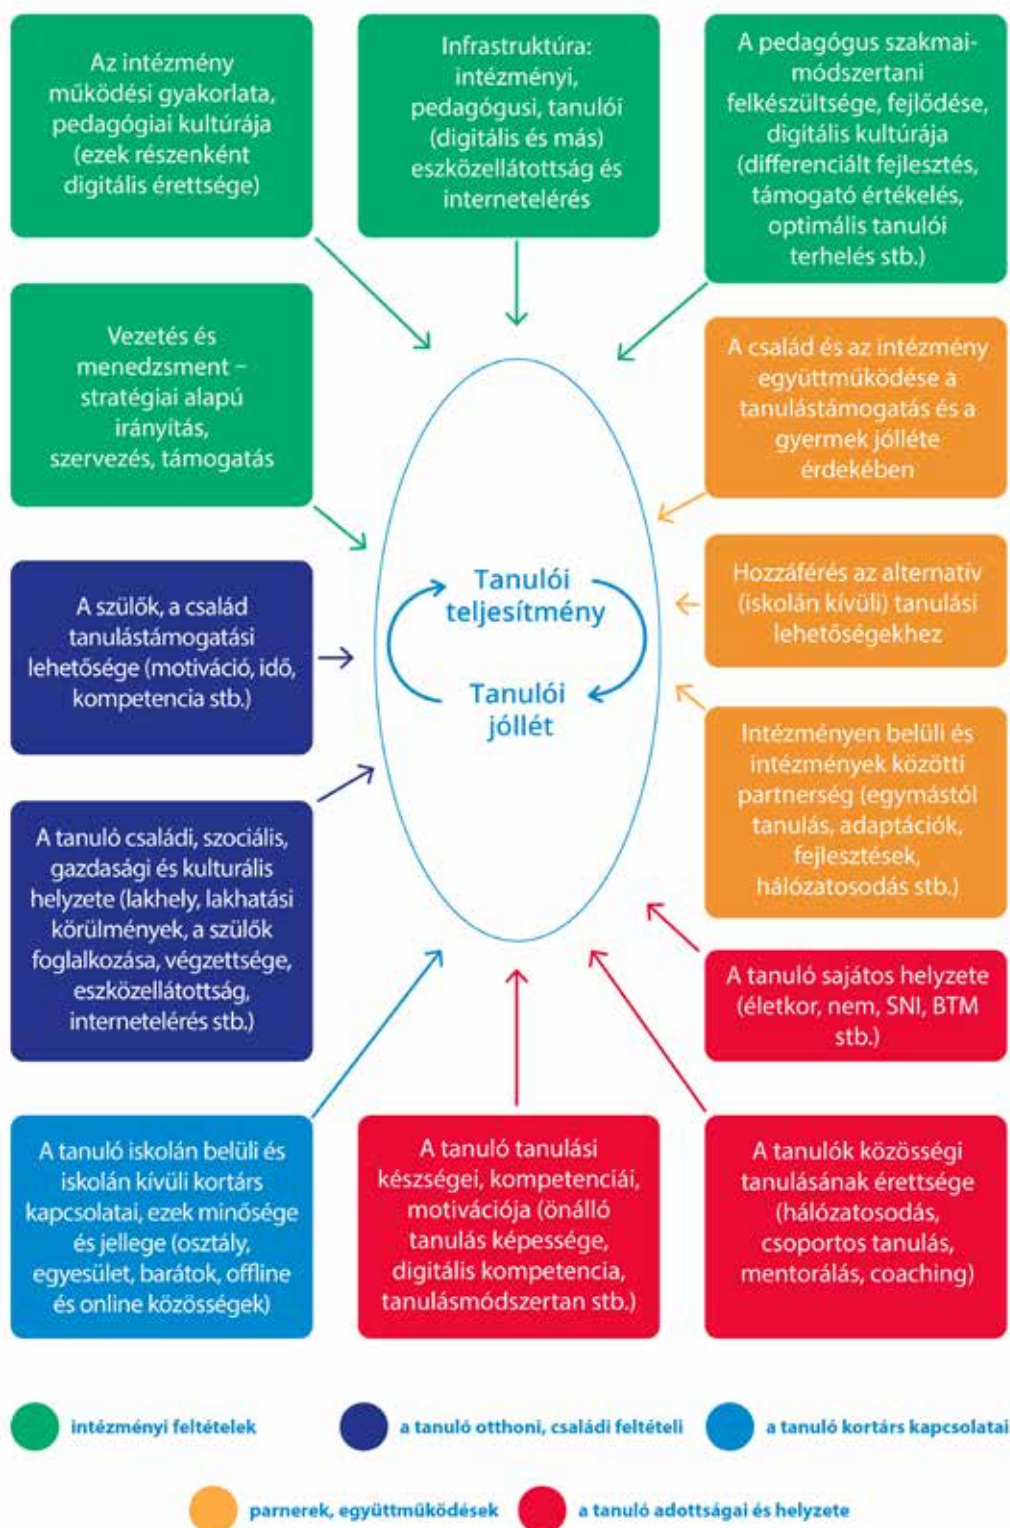 Az intézmény
működési gyakorlata,
pedagógiai kultúrája
(ezek részenként
digitális érettsége)
Infrastruktúra:
intézményi,
pedagógusi, tanulói
(digitális és más)
eszközellátottság és
internetelérés
A pedagógus szakmai-
módszertani
felkészültsége, fejlődése,
digitális kultúrája
(differenciált fejlesztés,
támogató értékelés,
optimális tanulói
terhelés stb.)
Vezetés és
menedzsment –
stratégiai alapú
irányítás,
szervezés, támogatás
A család és az intézmény
együttműködése a
tanulástámogatás és a
gyermek jólléte
érdekében
A szülők, a család
tanulástámogatási
lehetősége (motiváció, idő,
kompetencia stb.)
Tanulói
teljesítmény
Tanulói
jóllét
Hozzáférés az alternatív
(iskolán kívüli) tanulási
lehetőségekhez
Intézményen belüli és
intézmények közötti
partnerség (egymástól
tanulás, adaptációk,
fejlesztések,
hálózatosodás stb.)
A tanuló családi, szociális,
gazdasági és kulturális
helyzete (lakhely, lakhatási
körülmények, a szülők
foglalkozása, végzettsége,
eszközellátottság,
internetelérés stb.)
A tanuló sajátos helyzete
(életkor, nem, SNI, BTM
stb.)
A tanuló iskolán belüli és
iskolán kívüli kortárs
kapcsolatai, ezek minősége
és jellege (osztály,
egyesület, barátok, offline
és online közösségek)
A tanuló tanulási
készségei, kompetenciái,
motivációja (önálló
tanulás képessége,
digitális kompetencia,
tanulásmódszertan stb.)
A tanulók közösségi
tanulásának érettsége
(hálózatosodás,
csoportos tanulás,
mentorálás, coaching)
intézményi feltételek
a tanuló otthoni, családi feltételi
a tanuló kortárs kapcsolatai
parnerek, együttműködések
a tanuló adottságai és helyzete